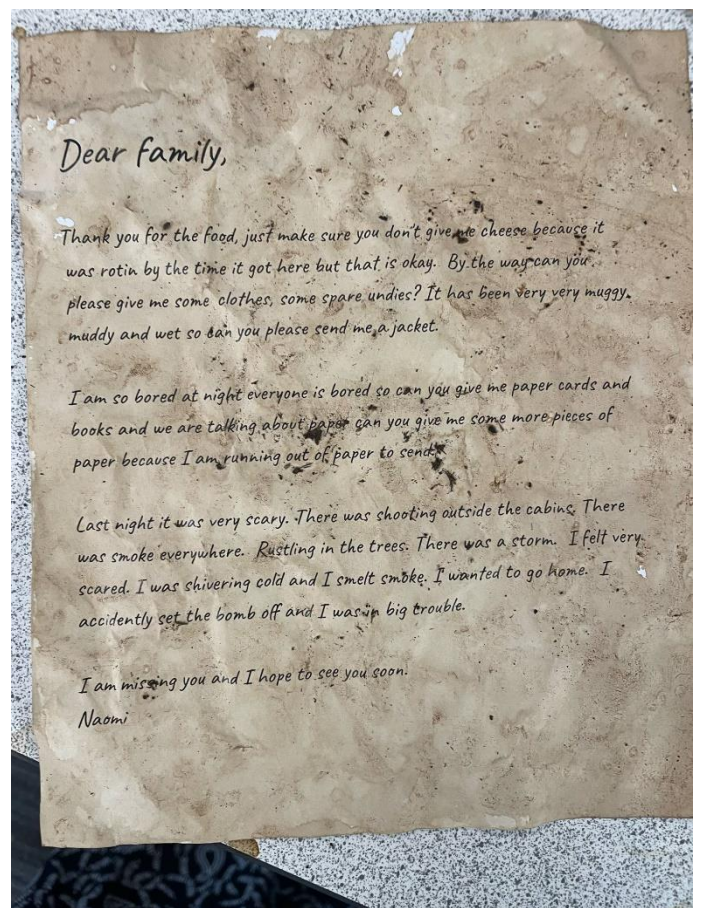 Dear family,
Thank you for the food, just make sure you don't give me cheese because it
was rotin by the time it got here but that is okay. By the way can you
please give me some clothes, some spare undies? It has been very very muggy,
muddy and wet so can you please send me a jacket.
I am so bored at night everyone is bored so can you give me paper cards and
books and we are talking about paper can you give me some more pieces of
paper because I am running out of paper to send.
Last night it was very scary. There was shooting outside the cabins. There
was smoke everywhere. Rustling in the trees. There was a storm. I felt very
scared. I was shivering cold and I smelt smoke. I wanted to go home. I
accidently set the bomb off and I was in big trouble.
I am missing you and I hope to see you soon.
Naomi